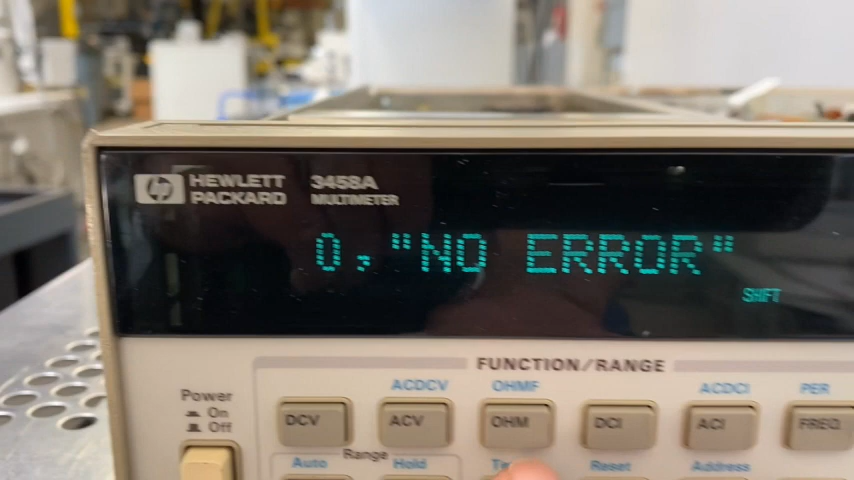 hp HEWLETT PACKARD
3458A MULTIMETER
0,"NO ERROR"
SHIFT
FUNCTION/RANGE
Power
On
Off
ACDCV OHMF ACDCI PER
DCV ACV OHM DCI ACI FREQ
Range
Auto Hold Reset Address